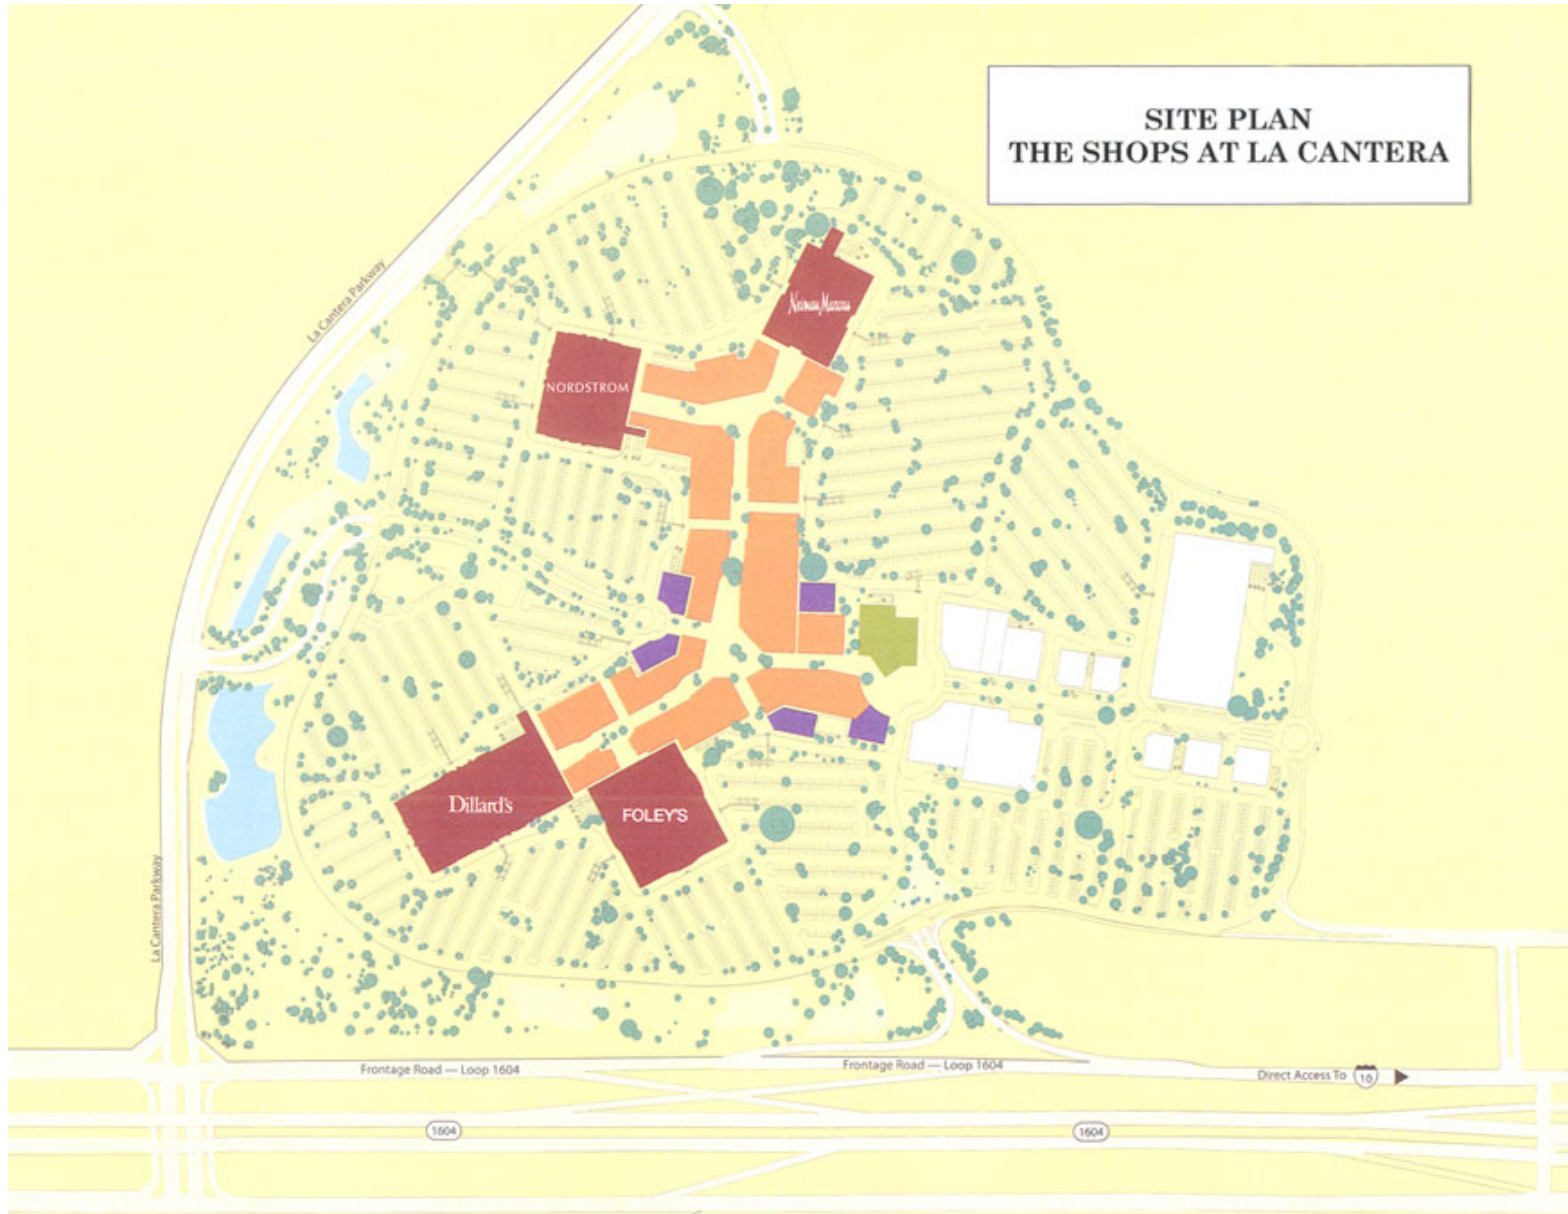 SITE PLAN
THE SHOPS AT LA CANTERA
La Cantera Parkway
Neiman Marcus
NORDSTROM
Dillard's
FOLEY'S
La Cantera Parkway
Frontage Road — Loop 1604
Frontage Road — Loop 1604
Direct Access To 10
1604
1604